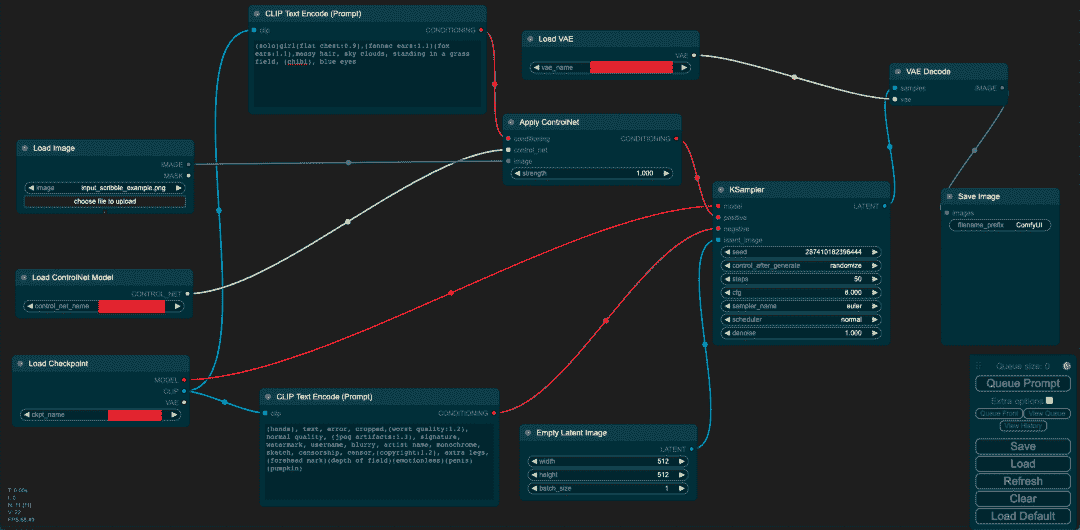 CLIP Text Encode (Prompt)
clip
CONDITIONING
(solo)girl(flat chest:0.9),(fennec ears:1.1)(fox
ears:1.1),messy hair, sky clouds, standing in a grass
field, (chibi), blue eyes
Load VAE
VAE
vae_name
VAE Decode
samples
IMAGE
vae
Apply ControlNet
conditioning
CONDITIONING
control_net
image
strength
1.000
Load Image
IMAGE
MASK
image
input_scribble_example.png
choose file to upload
KSampler
model
LATENT
positive
negative
latent_image
seed
control_after_generate
randomize
steps
50
cfg
6.000
sampler_name
euler
scheduler
normal
denoise
1.000
Save Image
images
filename_prefix
ComfyUI
Load ControlNet Model
CONTROL_NET
control_net_name
Load Checkpoint
MODEL
CLIP
VAE
ckpt_name
CLIP Text Encode (Prompt)
clip
CONDITIONING
(hands), text, error, cropped,(worst quality:1.2),
normal quality, (jpeg artifacts:1.3), signature,
watermark, username, blurry, artist name, monochrome,
sketch, censorship, censor,(copyright:1.2), extra legs,
(forehead mark)(depth of field)(emotionless)(penis)
(pumpkin)
Empty Latent Image
LATENT
width
512
height
512
batch_size
1
Queue size: 0
Queue Prompt
Extra options
Queue Front
View Queue
View History
Save
Load
Refresh
Clear
Load Default
T: 0.00s
I: 0
V: 22